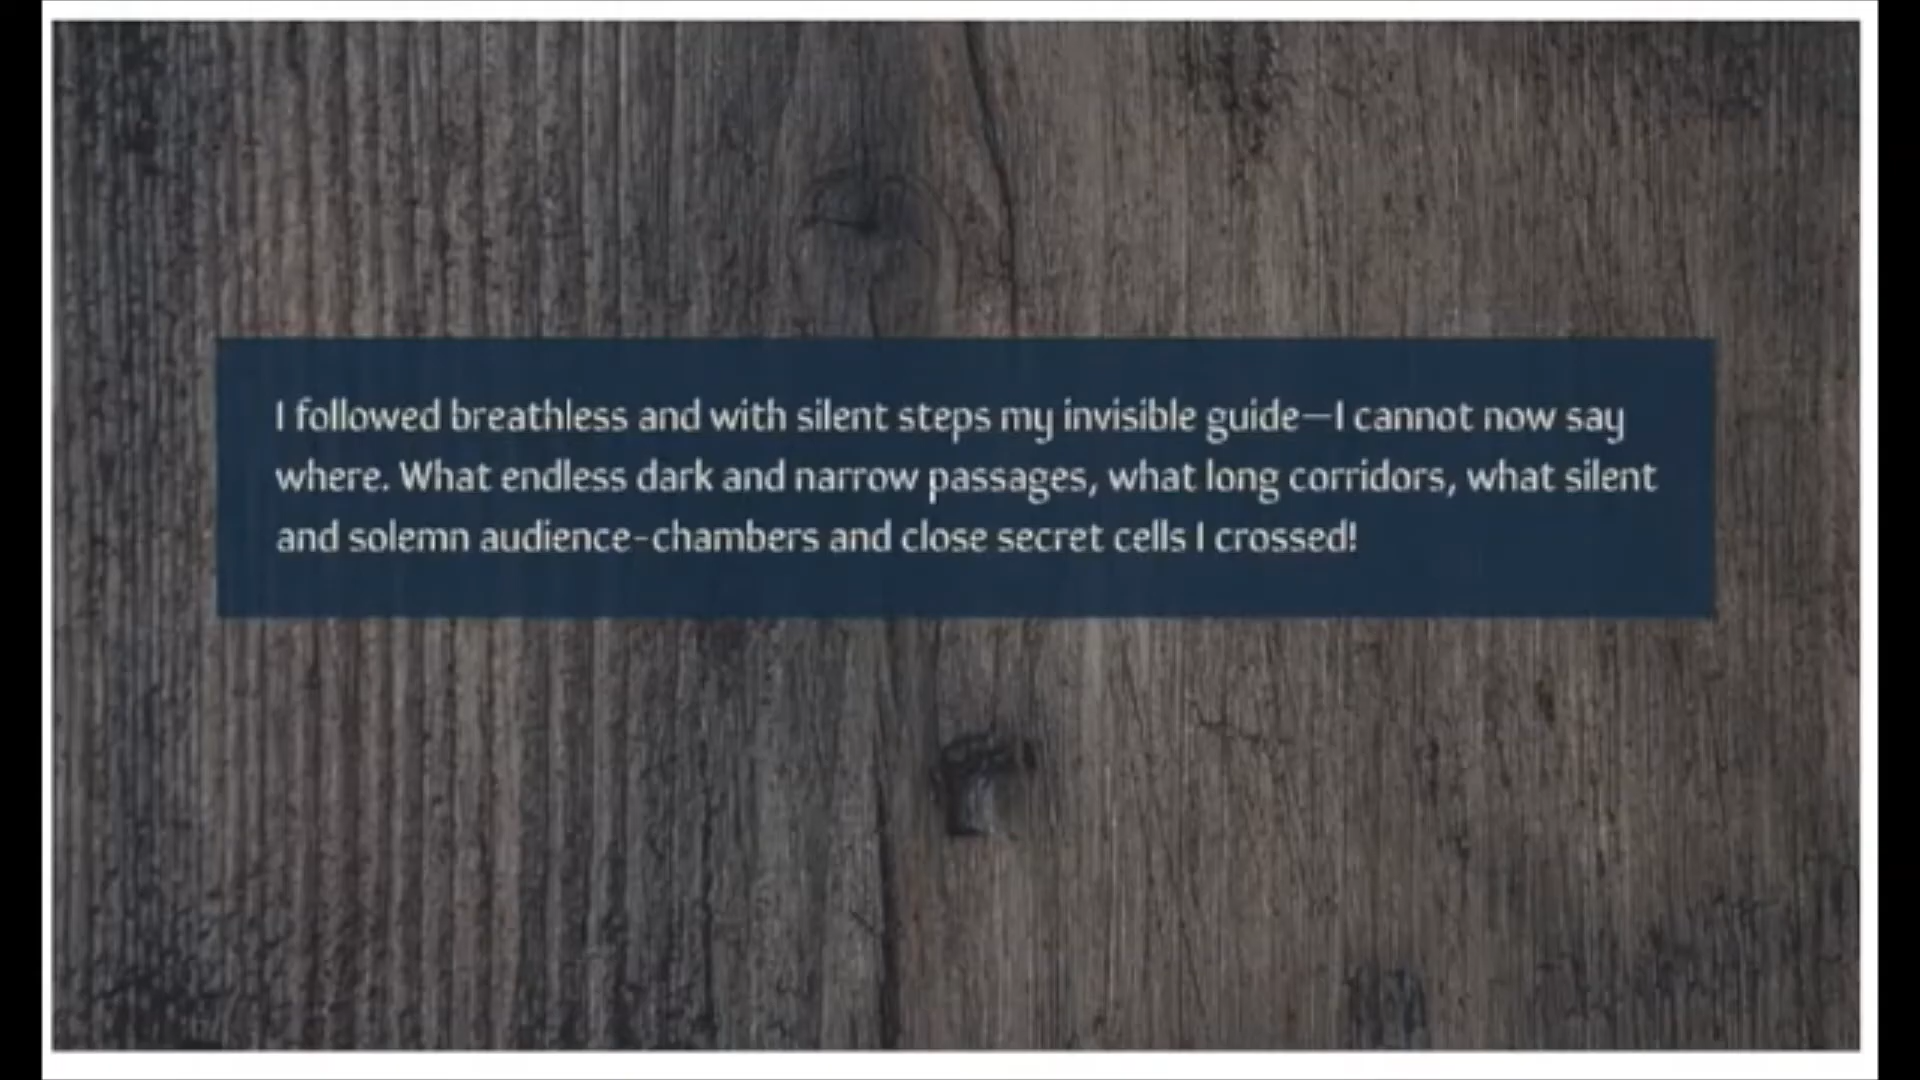 I followed breathless and with silent steps my invisible guide—I cannot now say
where. What endless dark and narrow passages, what long corridors, what silent
and solemn audience-chambers and close secret cells I crossed!